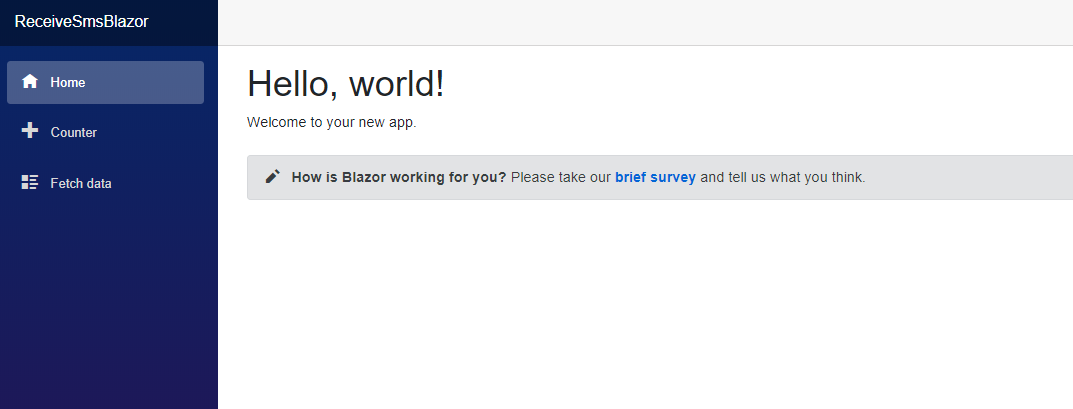 ReceiveSmsBlazor
Home
Counter
Fetch data
Hello, world!
Welcome to your new app.
How is Blazor working for you? Please take our brief survey and tell us what you think.